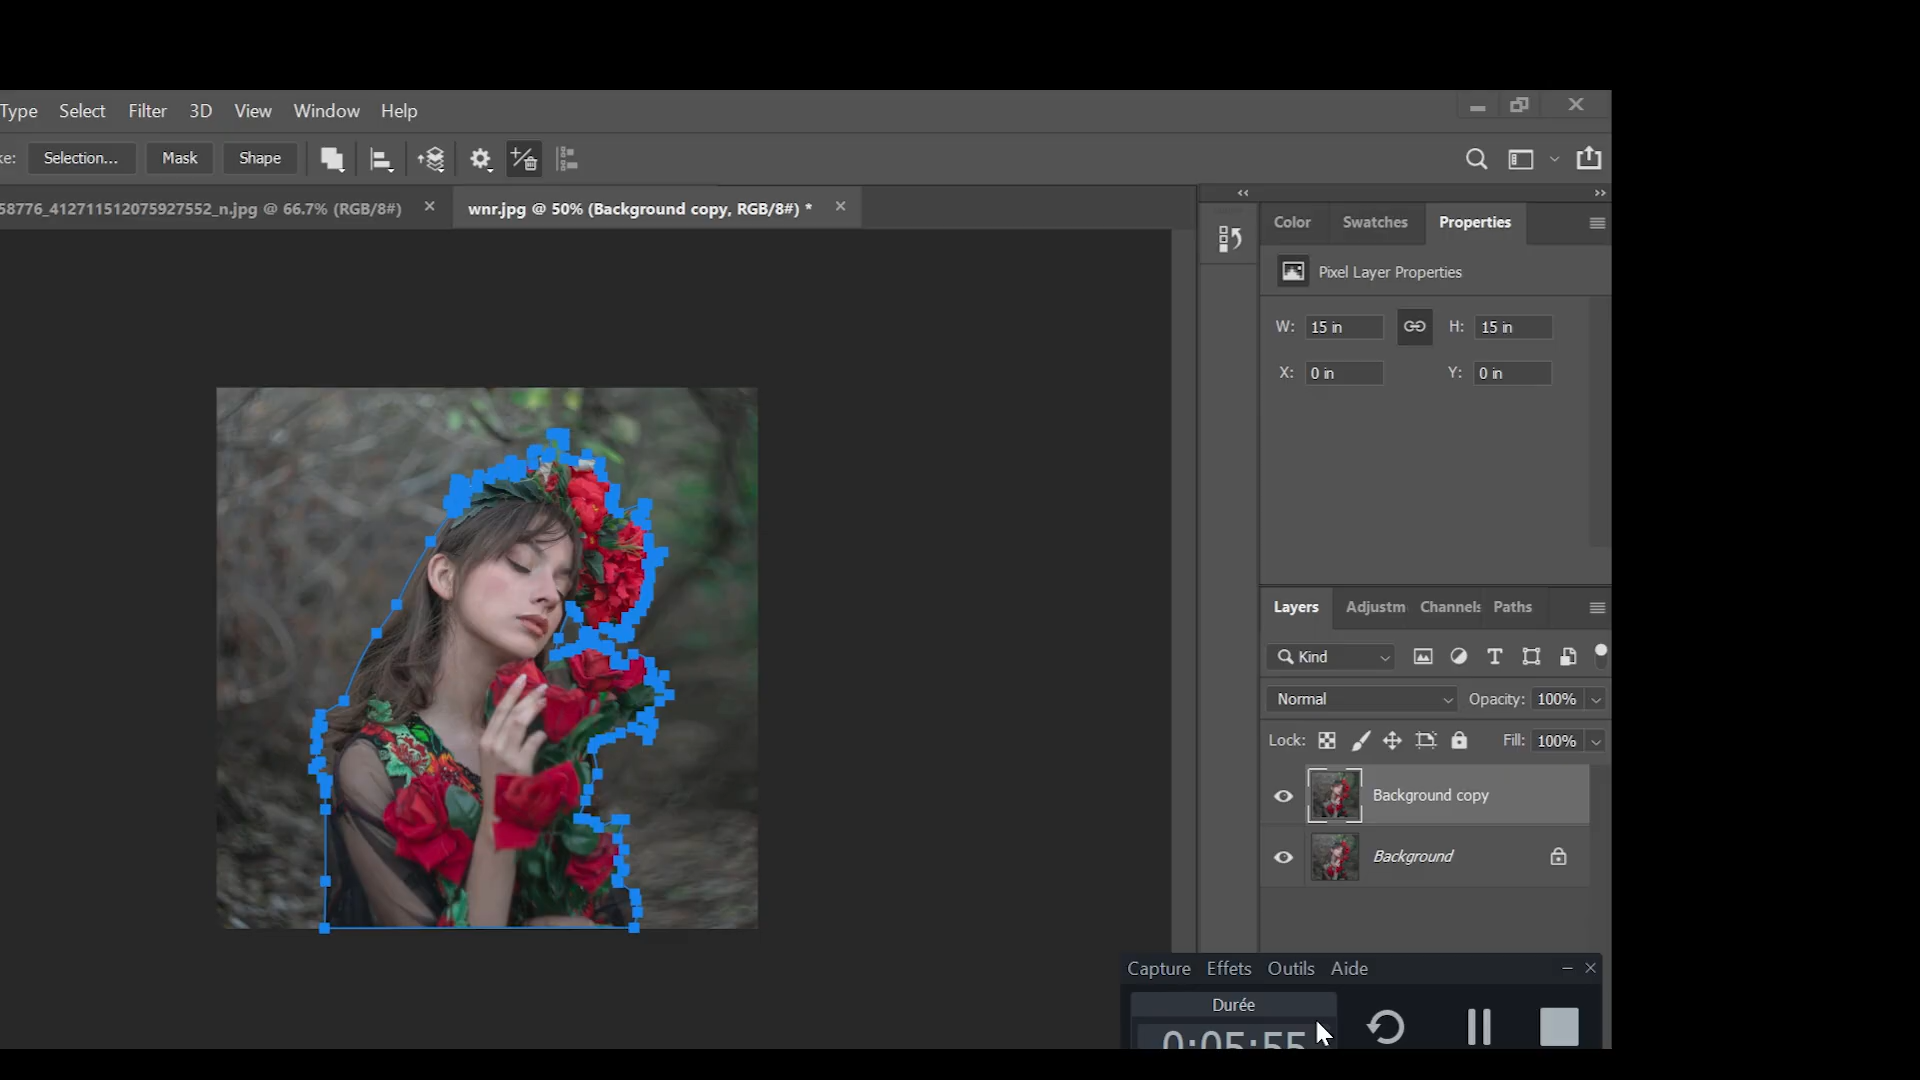 Type Select Filter 3D View Window Help
ke: Selection... Mask Shape
58776_412711512075927552_n.jpg @ 66.7% (RGB/8#)
wnr.jpg @ 50% (Background copy, RGB/8#) *
Color Swatches Properties
Pixel Layer Properties
W: 15 in H: 15 in
X: 0 in Y: 0 in
Layers Adjustm Channels Paths
Kind
Normal Opacity: 100%
Lock: Fill: 100%
Background copy
Background
Capture Effets Outils Aide
Durée
0:05:55